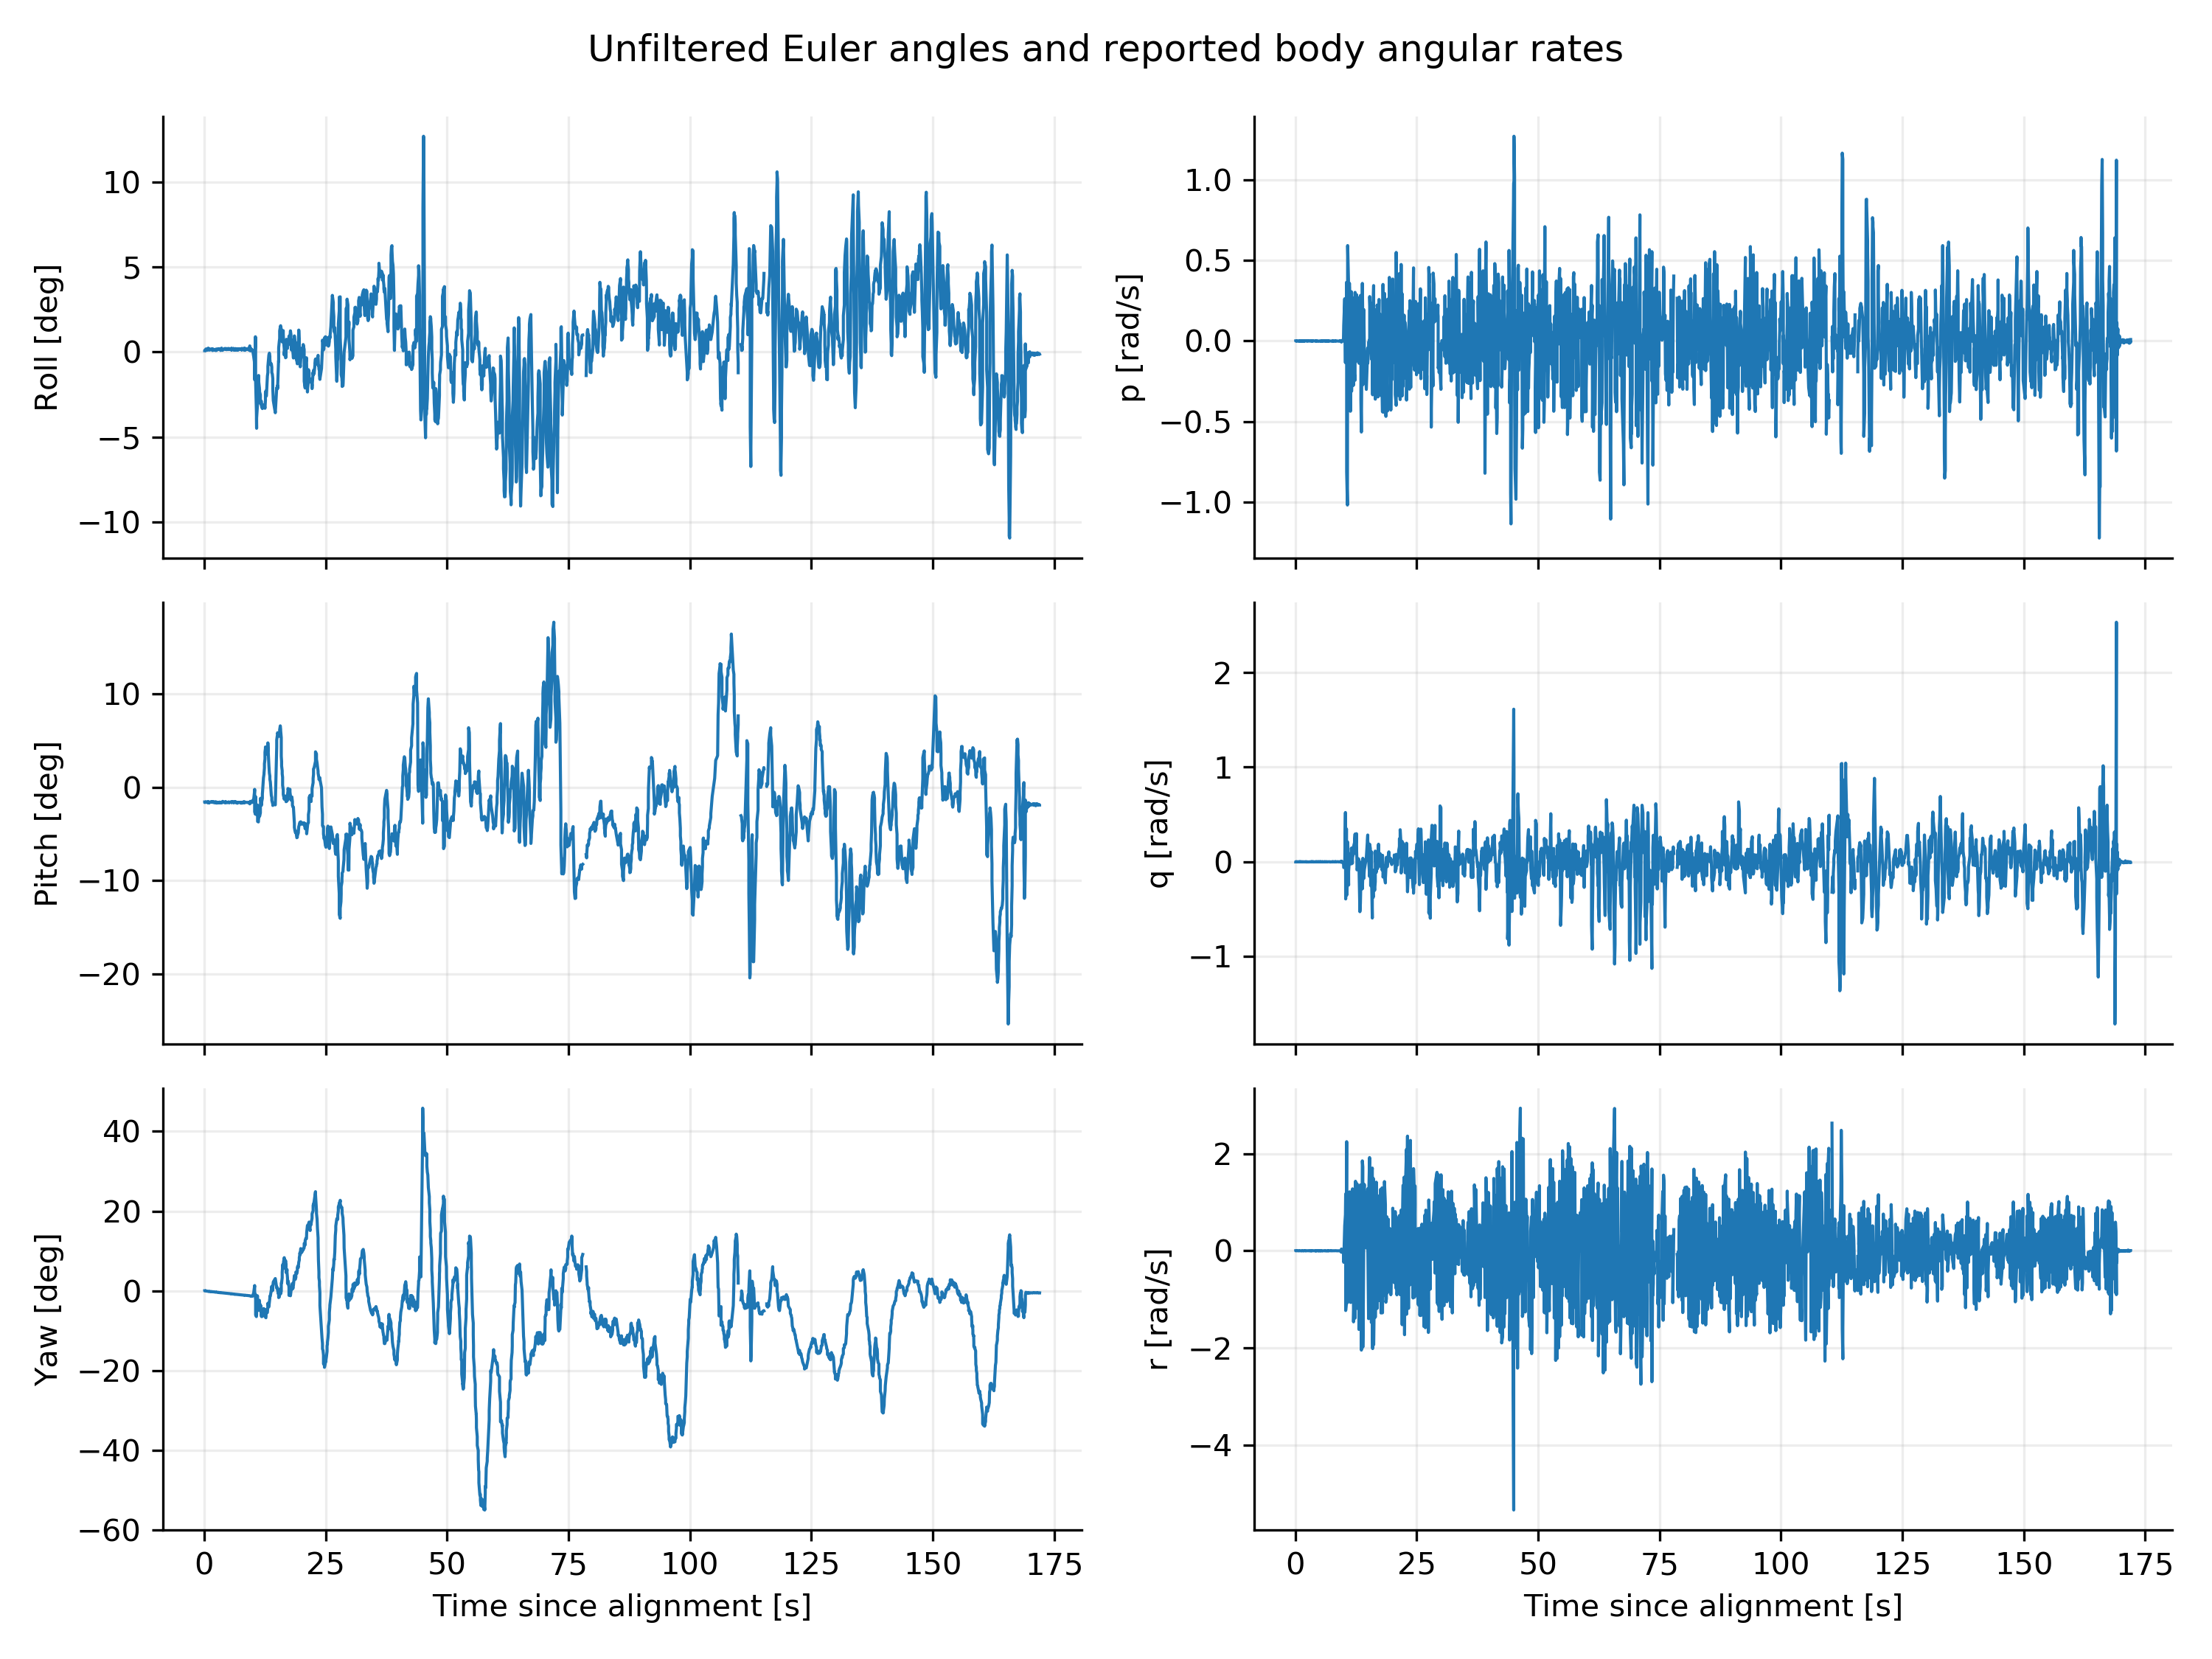 Unfiltered Euler angles and reported body angular rates
Roll [deg]
10
5
0
−5
−10
p [rad/s]
1.0
0.5
0.0
−0.5
−1.0
Pitch [deg]
10
0
−10
−20
q [rad/s]
2
1
0
−1
Yaw [deg]
40
20
0
−20
−40
−60
0 25 50 75 100 125 150 175
Time since alignment [s]
r [rad/s]
2
0
−2
−4
0 25 50 75 100 125 150 175
Time since alignment [s]